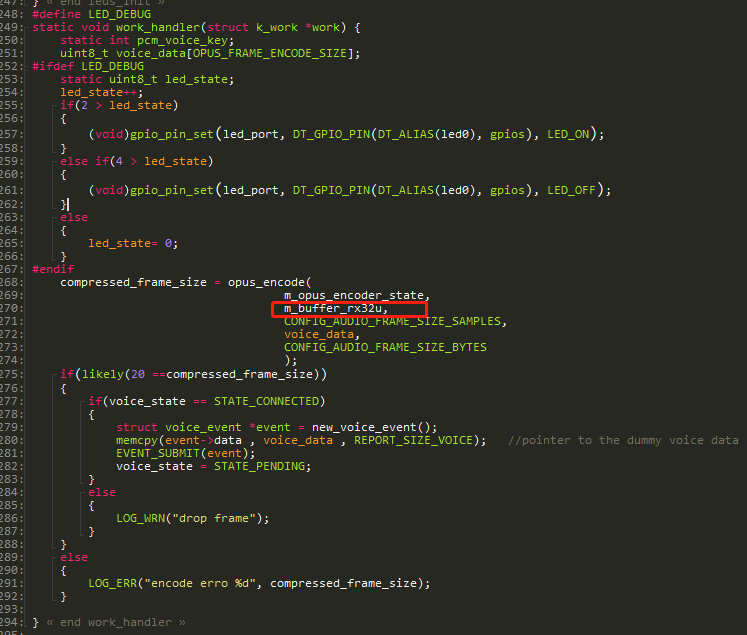 247: } « end leds_init »
248: #define LED_DEBUG
249: static void work_handler(struct k_work *work) {
250: static int pcm_voice_key;
251: uint8_t voice_data[OPUS_FRAME_ENCODE_SIZE];
252: #ifdef LED_DEBUG
253: static uint8_t led_state;
254: led_state++;
255: if(2 > led_state)
256: {
257: (void)gpio_pin_set(led_port, DT_GPIO_PIN(DT_ALIAS(led0), gpios), LED_ON);
258: }
259: else if(4 > led_state)
260: {
261: (void)gpio_pin_set(led_port, DT_GPIO_PIN(DT_ALIAS(led0), gpios), LED_OFF);
262: }
263: else
264: {
265: led_state= 0;
266: }
267: #endif
268: compressed_frame_size = opus_encode(
269: m_opus_encoder_state,
270: m_buffer_rx32u,
271: CONFIG_AUDIO_FRAME_SIZE_SAMPLES,
272: voice_data,
273: CONFIG_AUDIO_FRAME_SIZE_BYTES
274: );
275: if(likely(20 ==compressed_frame_size))
276: {
277: if(voice_state == STATE_CONNECTED)
278: {
279: struct voice_event *event = new_voice_event();
280: memcpy(event->data , voice_data , REPORT_SIZE_VOICE); //pointer to the dummy voice data
281: EVENT_SUBMIT(event);
282: voice_state = STATE_PENDING;
283: }
284: else
285: {
286: LOG_WRN("drop frame");
287: }
288: }
289: else
290: {
291: LOG_ERR("encode erro %d", compressed_frame_size);
292: }
293:
294: } « end work_handler »